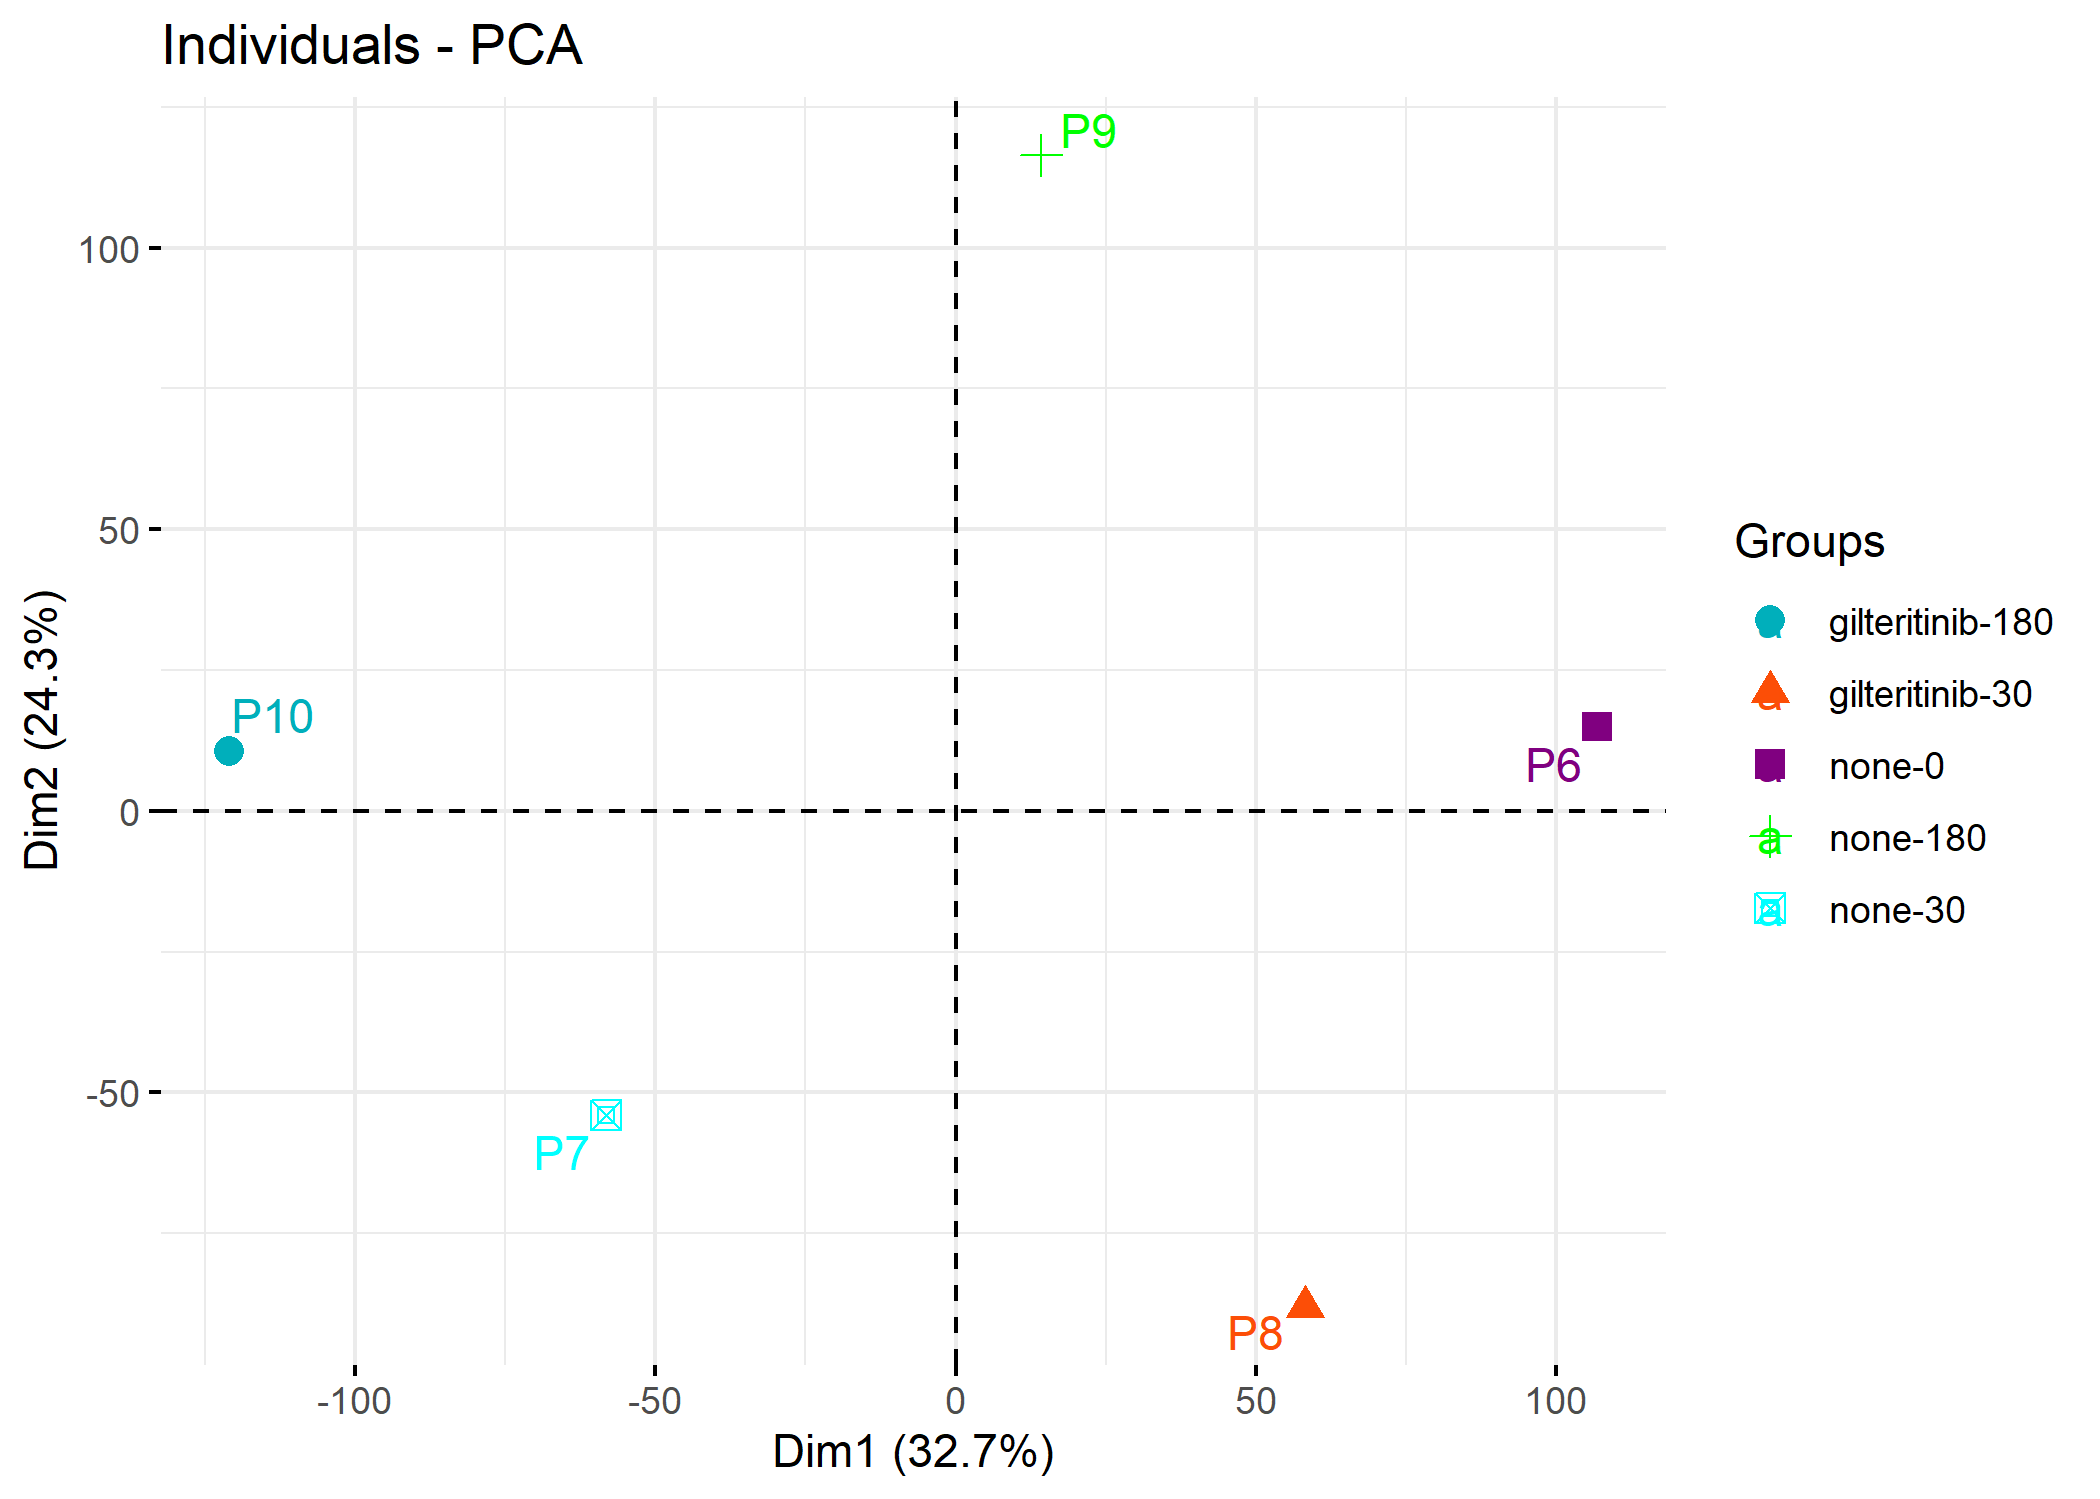 Individuals - PCA
P9
100
50
P10
P6
0
-50
P7
P8
-100
-50
0
50
100
Dim1 (32.7%)
Dim2 (24.3%)
Groups
a gilteritinib-180
a gilteritinib-30
a none-0
a none-180
a none-30